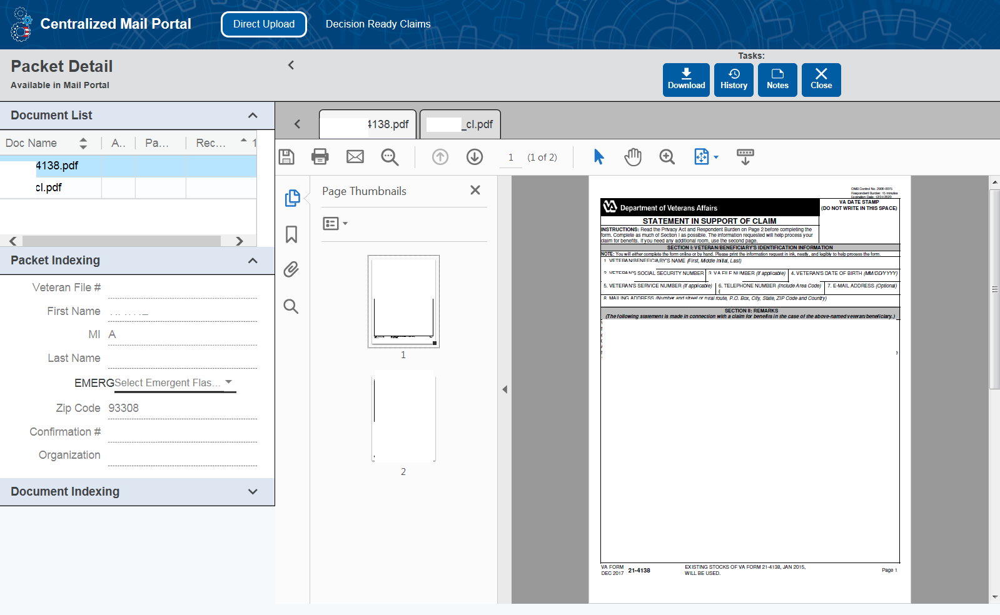 Centralized Mail Portal
Direct Upload
Decision Ready Claims
Packet Detail
Available in Mail Portal
Tasks:
Download
History
Notes
Close
Document List
Doc Name
A..
Pa...
Rec...
1
4138.pdf
cl.pdf
Packet Indexing
Veteran File #
First Name
MI A
Last Name
EMERG Select Emergent Flas...
Zip Code 93308
Confirmation #
Organization
Document Indexing
4138.pdf
_cl.pdf
1 (1 of 2)
Page Thumbnails
1
2
OMB Control No. 2900-0075
Respondent Burden: 15 minutes
Expiration Date: 12/31/2020
VA Department of Veterans Affairs
VA DATE STAMP
(DO NOT WRITE IN THIS SPACE)
STATEMENT IN SUPPORT OF CLAIM
INSTRUCTIONS: Read the Privacy Act and Respondent Burden on Page 2 before completing the
form. Complete as much of Section I as possible. The information requested will help process your
claim for benefits. If you need any additional room, use the second page.
SECTION I: VETERAN/BENEFICIARY'S IDENTIFICATION INFORMATION
NOTE: You will either complete the form online or by hand. Please print the information request in ink, neatly, and legibly to help process the form.
1. VETERAN/BENEFICIARY'S NAME (First, Middle Initial, Last)
2. VETERAN'S SOCIAL SECURITY NUMBER
3. VA FILE NUMBER (If applicable)
4. VETERAN'S DATE OF BIRTH (MM/DD/YYYY)
5. VETERAN'S SERVICE NUMBER (If applicable)
6. TELEPHONE NUMBER (Include Area Code)
(
7. E-MAIL ADDRESS (Optional)
8. MAILING ADDRESS (Number and street or rural route, P.O. Box, City, State, ZIP Code and Country)
SECTION II: REMARKS
(The following statement is made in connection with a claim for benefits in the case of the above-named veteran/beneficiary.)
VA FORM
DEC 2017 21-4138
EXISTING STOCKS OF VA FORM 21-4138, JAN 2015,
WILL BE USED.
Page 1